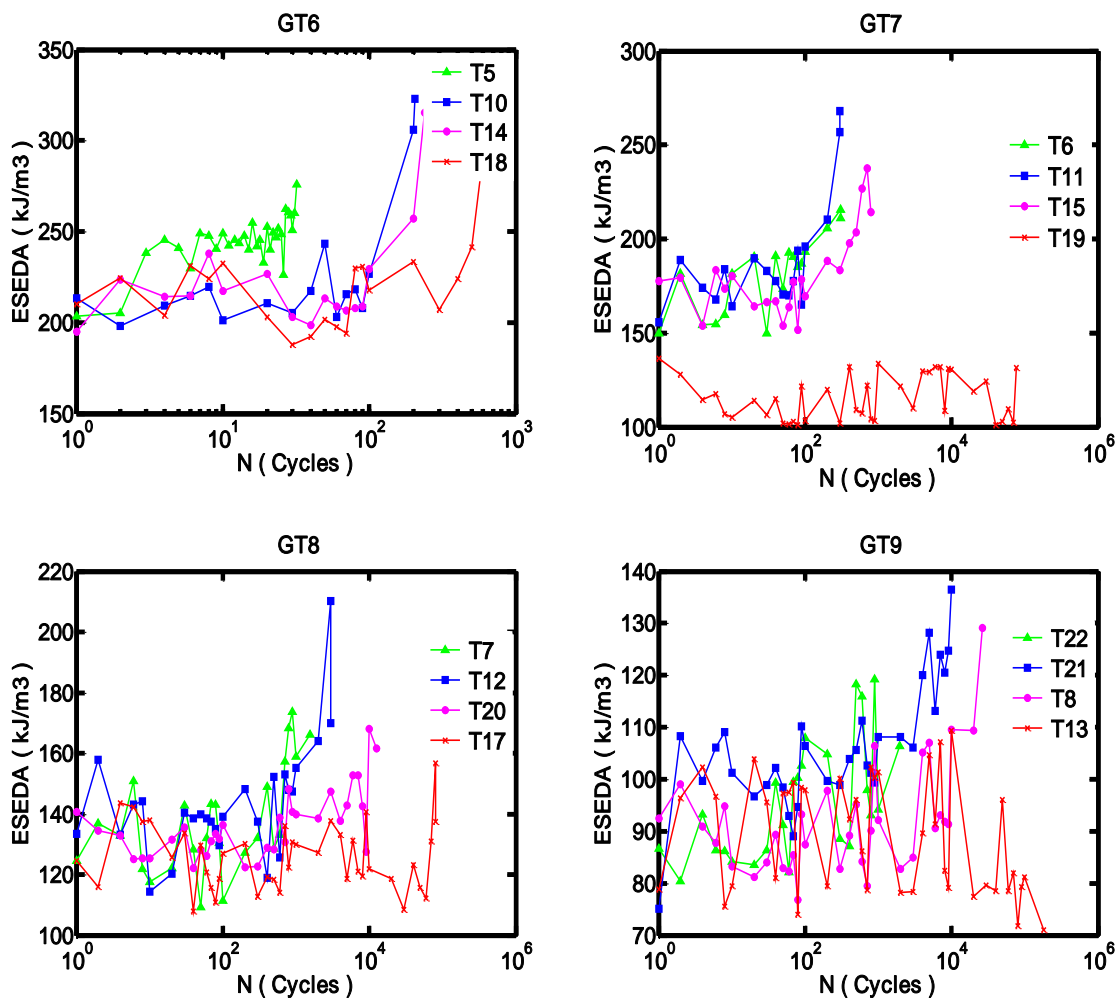 GT6
GT7
350
300
250
200
150
ESEDA ( kJ/m3 )
T5
T10
T14
T18
10^0
10^1
10^2
10^3
N ( Cycles )
300
250
200
150
100
ESEDA ( kJ/m3 )
T6
T11
T15
T19
10^0
10^2
10^4
10^6
N ( Cycles )
GT8
GT9
220
200
180
160
140
120
100
ESEDA ( kJ/m3 )
T7
T12
T20
T17
10^0
10^2
10^4
10^6
N ( Cycles )
140
130
120
110
100
90
80
70
ESEDA ( kJ/m3 )
T22
T21
T8
T13
10^0
10^2
10^4
10^6
N ( Cycles )